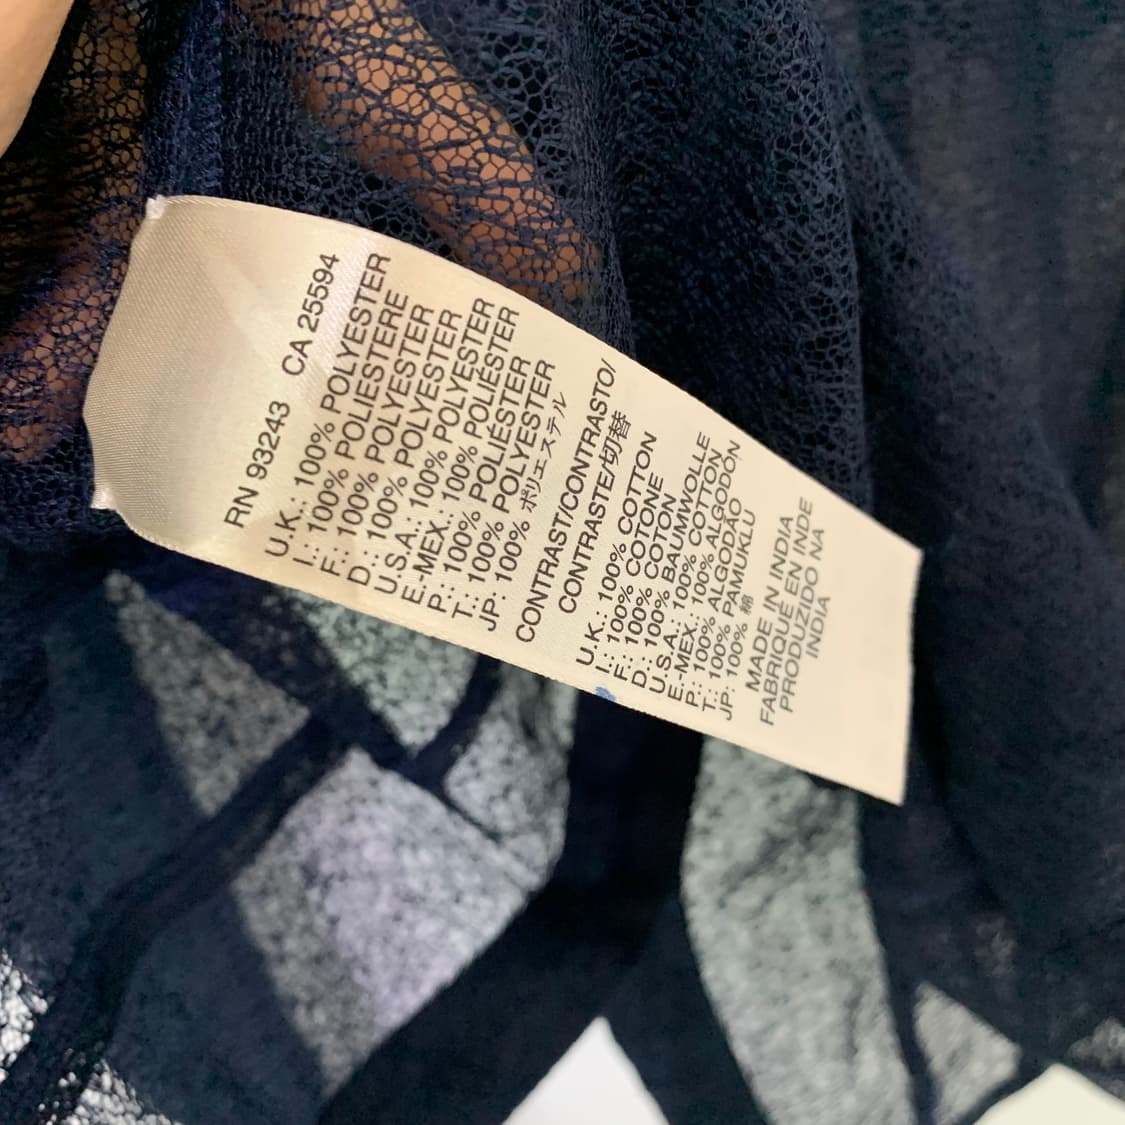 RN 93243 CA 25594
U.K.: 100% POLYESTER
I.: 100% POLIESTERE
F.: 100% POLYESTER
D.: 100% POLYESTER
U.S.A.: 100% POLYESTER
E.-MEX.: 100% POLIÉSTER
P.: 100% POLIÉSTER
T.: 100% POLYESTER
JP: 100% ポリエステル
CONTRAST/CONTRASTO/
CONTRASTE/切替
U.K.: 100% COTTON
I.: 100% COTONE
F.: 100% COTON
D.: 100% BAUMWOLLE
U.S.A.: 100% COTTON
E.-MEX.: 100% ALGODÓN
P.: 100% ALGODÃO
T.: 100% PAMUKLU
JP: 100% 綿
MADE IN INDIA
FABRIQUÉ EN INDE
PRODUZIDO NA
INDIA